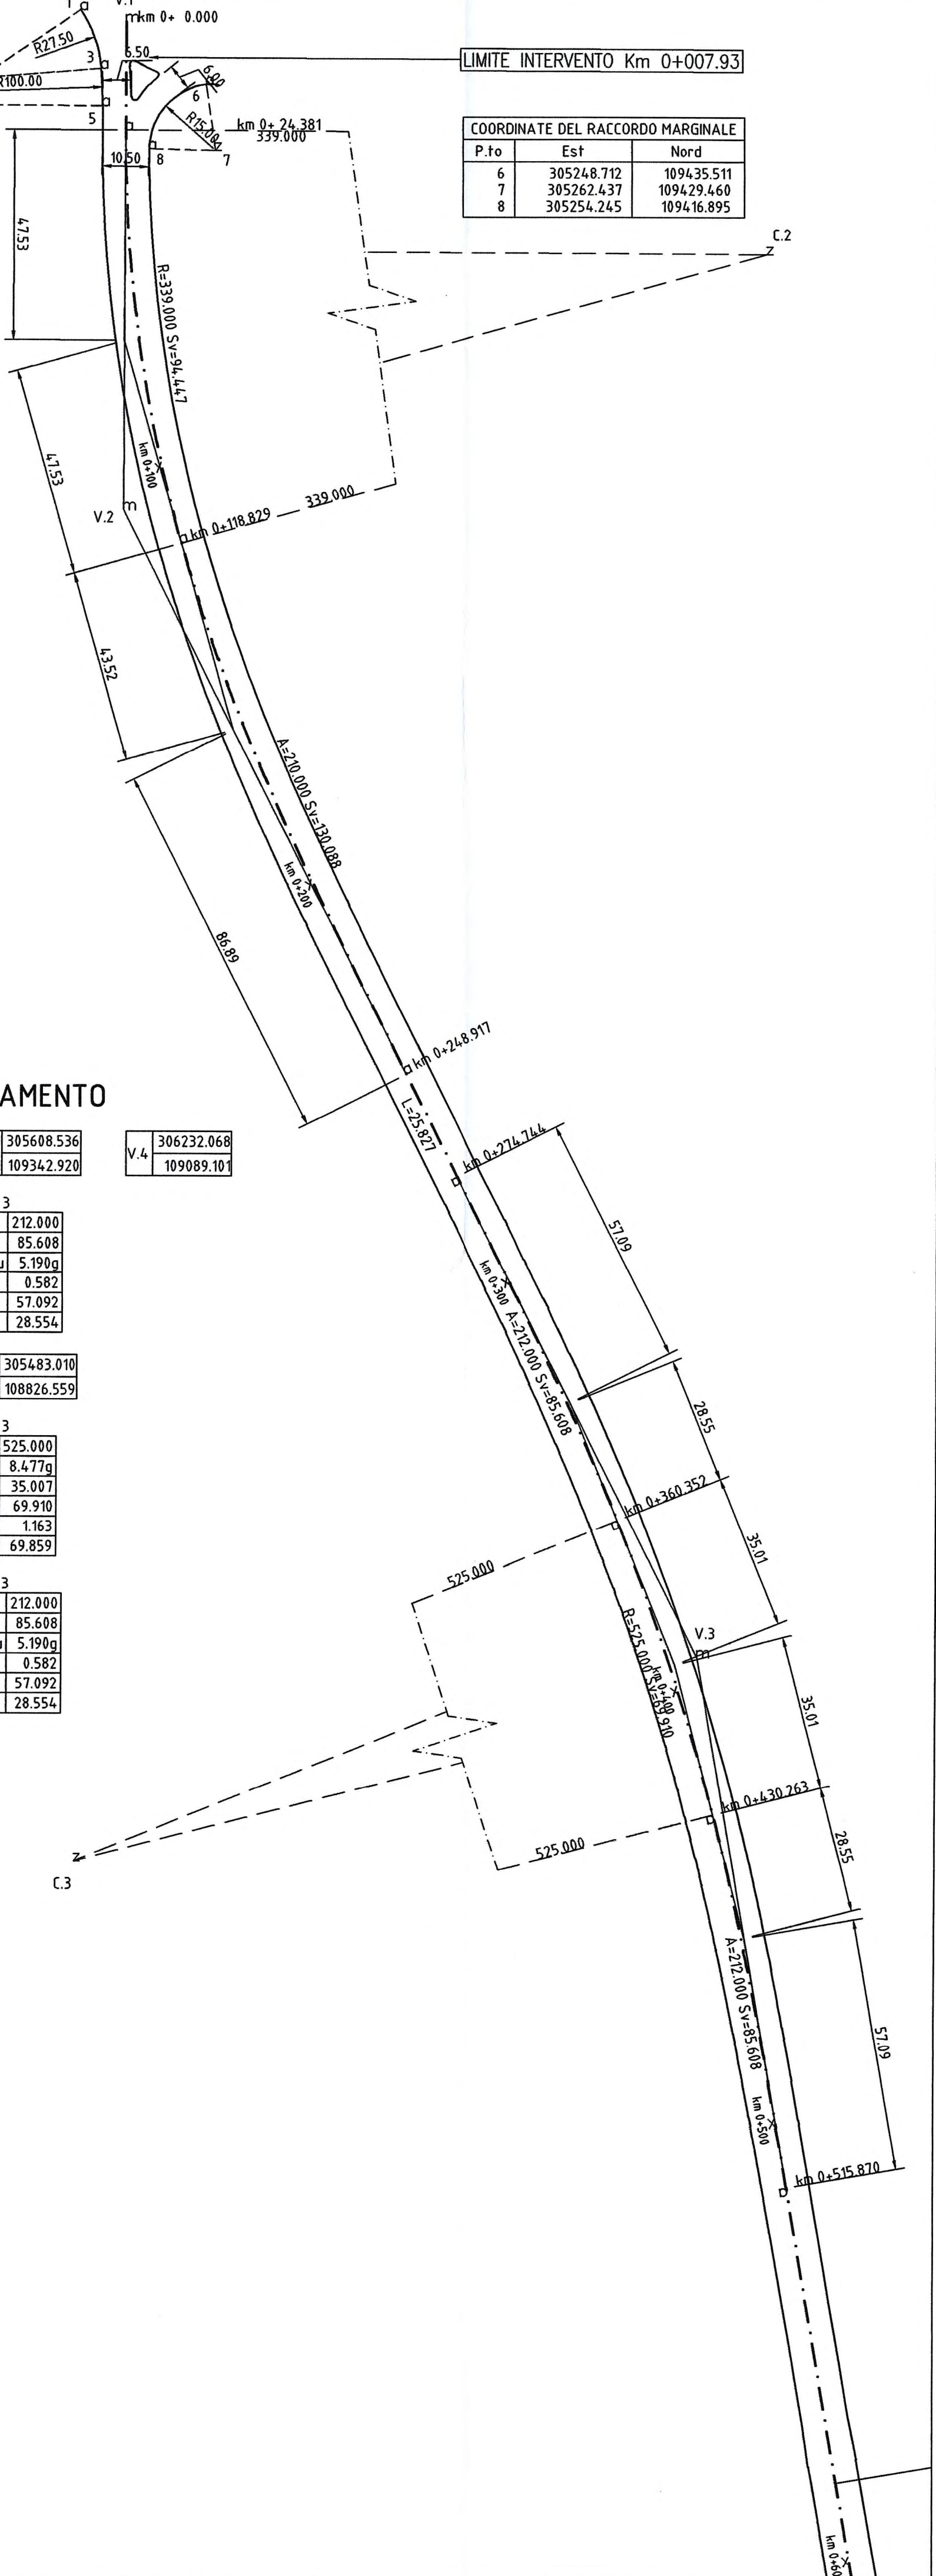 V.1
km 0+ 0.000
R27.50
3
6.50
R100.00
6.00
6
LIMITE INTERVENTO Km 0+007.93
5
R15.00
km 0+ 24.381
339.000
10.50
8
7
COORDINATE DEL RACCORDO MARGINALE
P.to Est Nord
6 305248.712 109435.511
7 305262.437 109429.460
8 305254.245 109416.895
C.2
47.53
R=339.000 Sv=94.447
47.53
km 0+100
V.2
km 0+118.829
339.000
43.52
A=210.000 Sv=130.088
km 0+200
86.89
km 0+248.917
L=25.827
AMENTO
305608.536
109342.920
V.4
306232.068
109089.101
km 0+274.744
57.09
3
212.000
85.608
5.190g
0.582
57.092
28.554
km 0+300
A=212.000 Sv=85.608
305483.010
108826.559
28.55
3
525.000
8.477g
35.007
69.910
1.163
69.859
km 0+360.352
35.01
525.000
3
212.000
85.608
5.190g
0.582
57.092
28.554
R=525.000 Sv=69.910
V.3
km 0+400
35.01
km 0+430.263
525.000
28.55
C.3
A=212.000 Sv=85.608
57.09
km 0+500
km 0+515.870
km 0+60